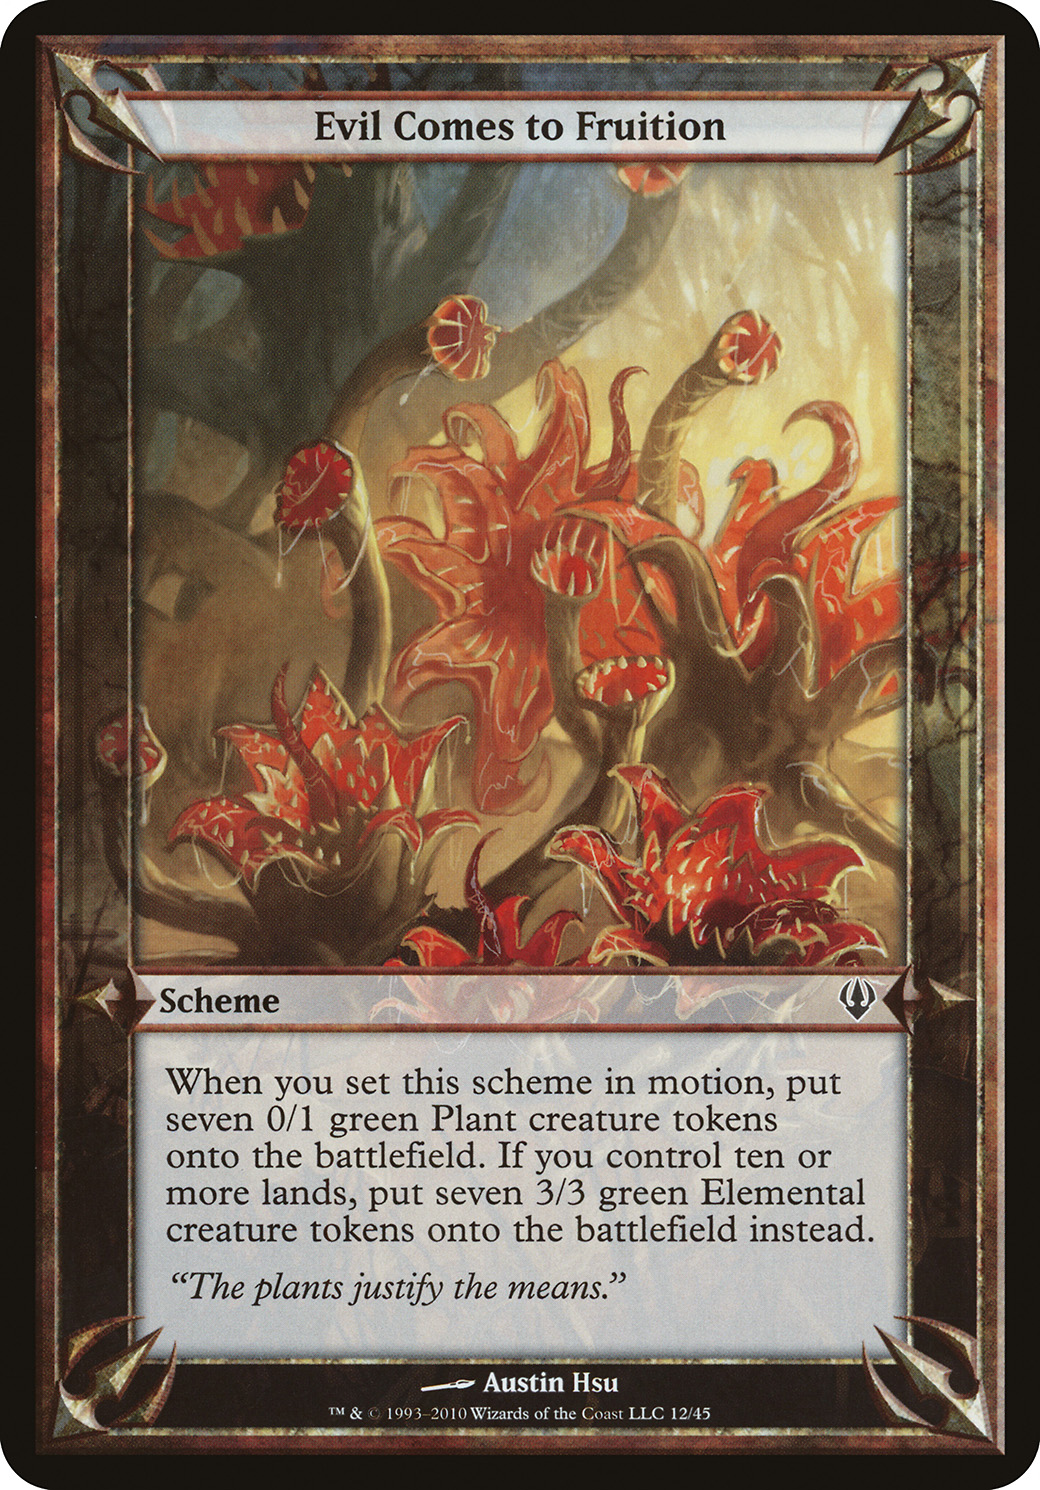 Evil Comes to Fruition
Scheme
When you set this scheme in motion, put
seven 0/1 green Plant creature tokens
onto the battlefield. If you control ten or
more lands, put seven 3/3 green Elemental
creature tokens onto the battlefield instead.
“The plants justify the means.”
Austin Hsu
™ & © 1993–2010 Wizards of the Coast LLC 12/45